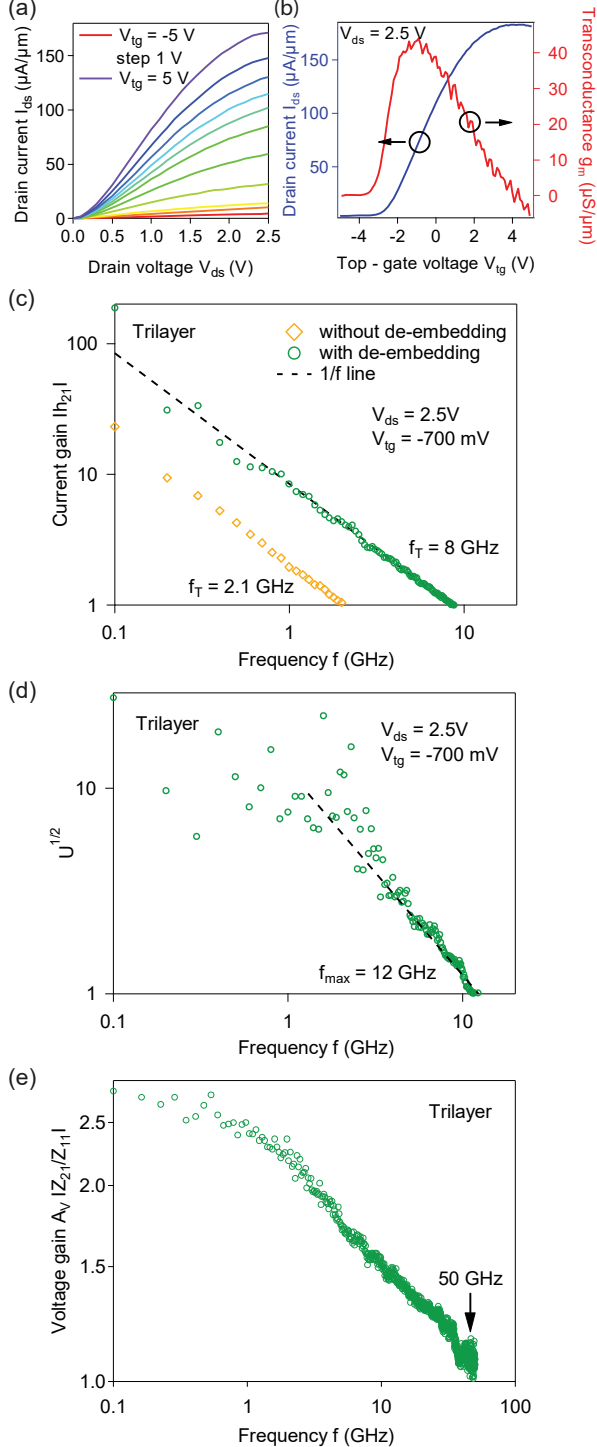 (a)
V_tg = -5 V
step 1 V
V_tg = 5 V
150
100
50
0
0.0 0.5 1.0 1.5 2.0 2.5
Drain current I_ds (µA/µm)
Drain voltage V_ds (V)
(b)
V_ds = 2.5 V
150
100
50
40
30
20
10
0
-4 -2 0 2 4
Drain current I_ds (µA/µm)
Transconductance g_m (µS/µm)
Top - gate voltage V_tg (V)
(c)
Trilayer
without de-embedding
with de-embedding
1/f line
V_ds = 2.5V
V_tg = -700 mV
f_T = 8 GHz
f_T = 2.1 GHz
100
10
1
0.1 1 10
Current gain Ih_21I
Frequency f (GHz)
(d)
Trilayer
V_ds = 2.5V
V_tg = -700 mV
f_max = 12 GHz
10
1
0.1 1 10
U^1/2
Frequency f (GHz)
(e)
Trilayer
50 GHz
2.5
2.0
1.5
1.0
0.1 1 10 100
Voltage gain A_V IZ_21/Z_11I
Frequency f (GHz)